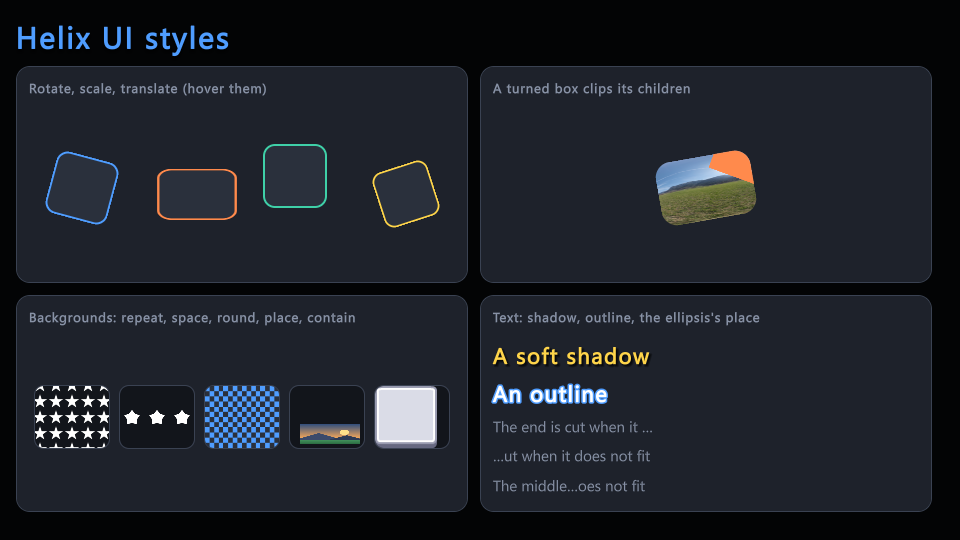 Helix UI styles
Rotate, scale, translate (hover them)
A turned box clips its children
Backgrounds: repeat, space, round, place, contain
Text: shadow, outline, the ellipsis's place
A soft shadow
An outline
The end is cut when it ...
...ut when it does not fit
The middle...oes not fit